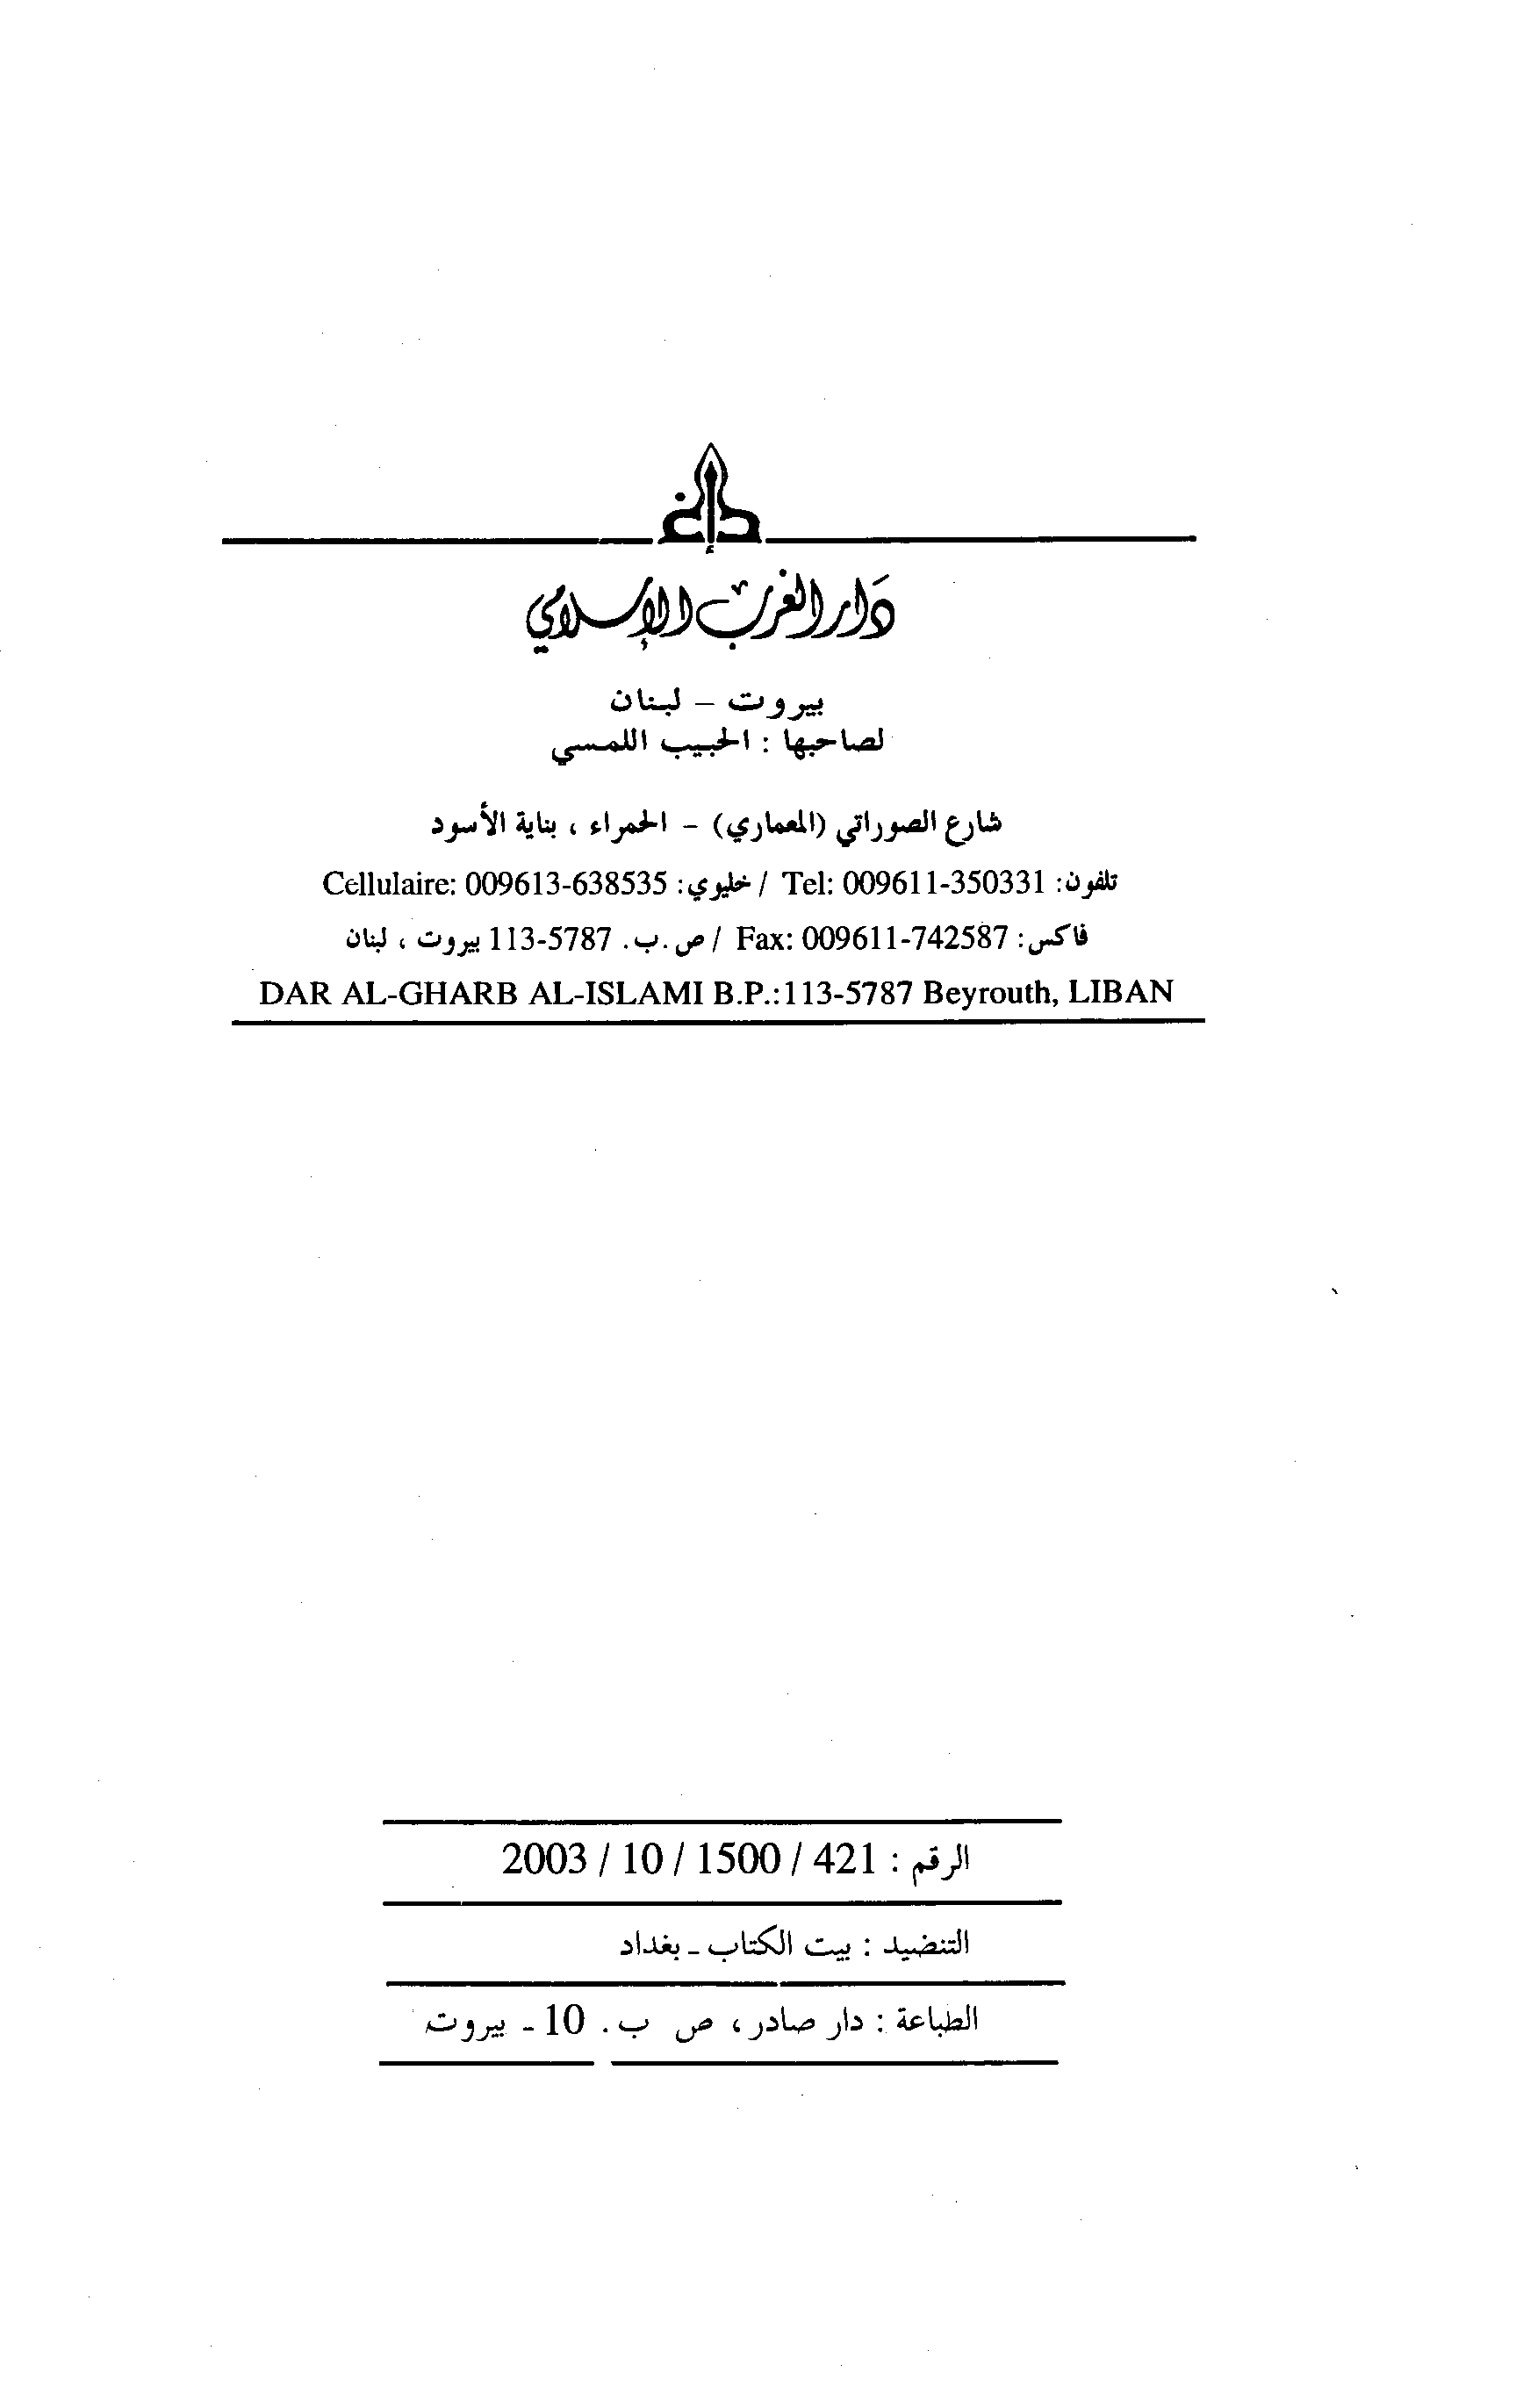 دار الغرب الإسلامي
بيروت – لبنان
لصاحبها : الحبيب اللمسي
شارع الصوراتي (المعماري) – الحمراء ، بناية الأسود
تلفون: Tel: 009611-350331 / خليوي: Cellulaire: 009613-638535
فاكس: Fax: 009611-742587 / ص.ب. 113-5787 بيروت ، لبنان
DAR AL-GHARB AL-ISLAMI B.P.:113-5787 Beyrouth, LIBAN
الرقم : 421 / 1500 / 10 / 2003
التنضيد : بيت الكتاب - بغداد
الطباعة : دار صادر، ص ب. 10 - بيروت